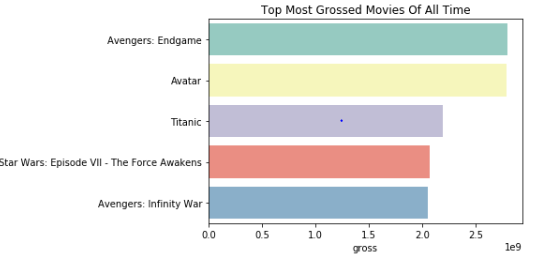 Top Most Grossed Movies Of All Time
Avengers: Endgame
Avatar
Titanic
Star Wars: Episode VII - The Force Awakens
Avengers: Infinity War
0.0 0.5 1.0 1.5 2.0 2.5
1e9
gross